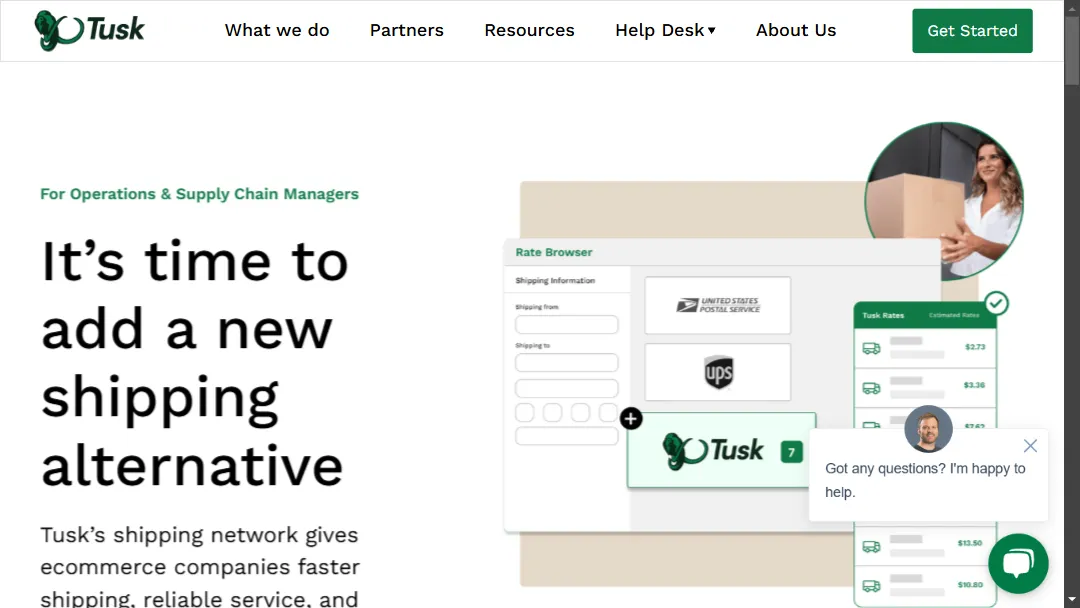 Tusk
What we do
Partners
Resources
Help Desk ▾
About Us
Get Started
For Operations & Supply Chain Managers
It's time to
add a new
shipping
alternative
Tusk's shipping network gives
ecommerce companies faster
shipping, reliable service, and
Rate Browser
Shipping Information
Shipping from
Shipping to
UNITED STATES
POSTAL SERVICE
ups
Tusk
7
Tusk Rates
Estimated Rates
$2.73
$3.36
$7.62
$13.50
$10.80
Got any questions? I'm happy to
help.